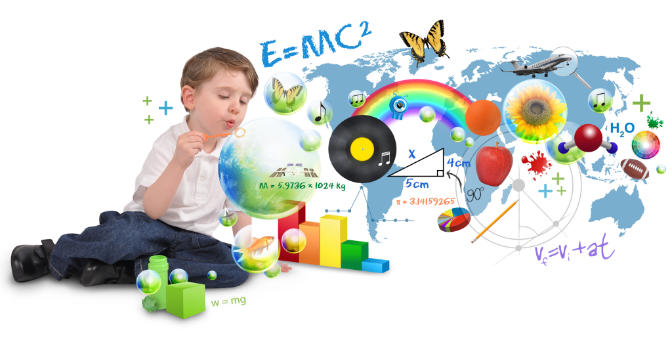 E=MC²
H₂O
X
4cm
5cm
M = 5.9736 x 1024 kg
90°
π = 3.14159265
Vf=Vi+at
w = mg